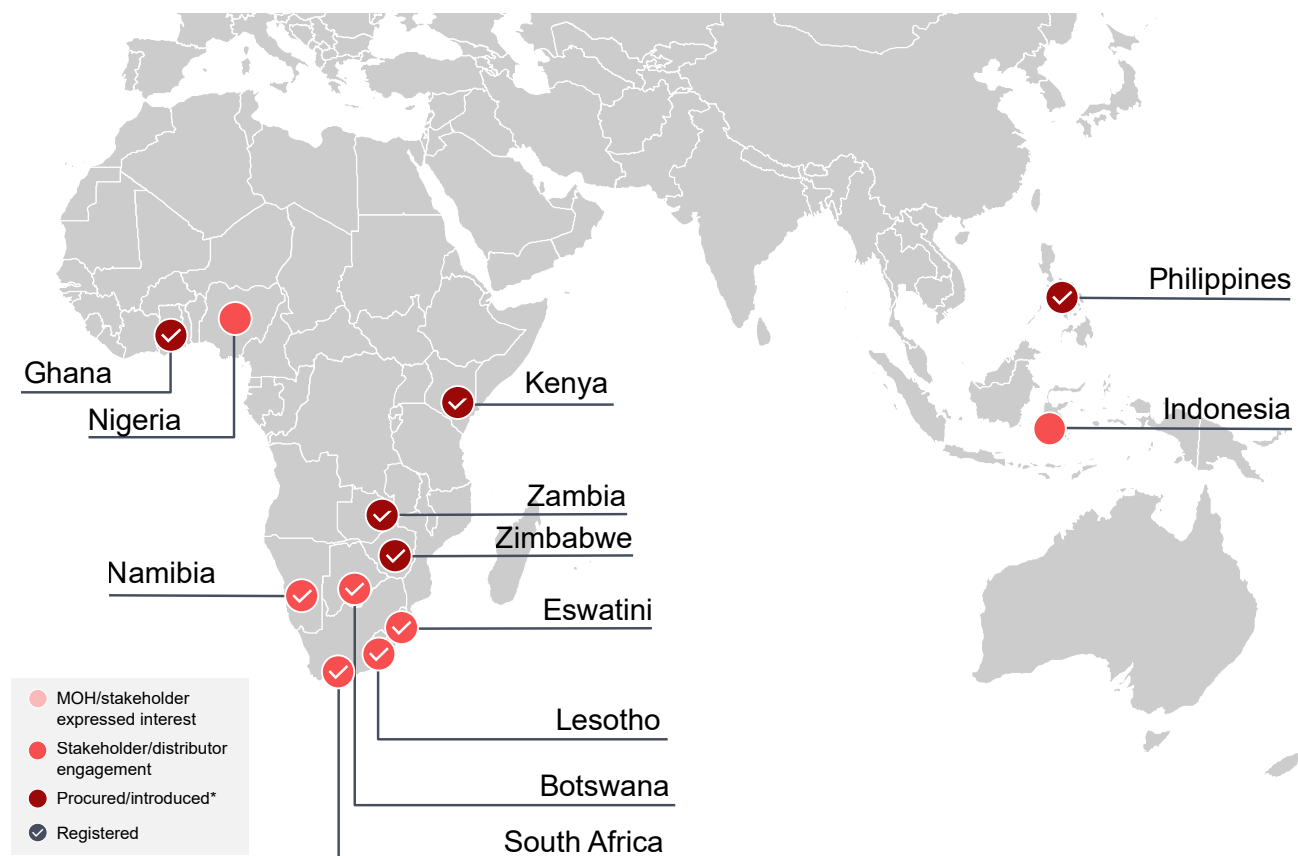 Philippines
Ghana
Kenya
Nigeria
Indonesia
Zambia
Zimbabwe
Namibia
Eswatini
Lesotho
Botswana
South Africa
MOH/stakeholder
expressed interest
Stakeholder/distributor
engagement
Procured/introduced*
Registered